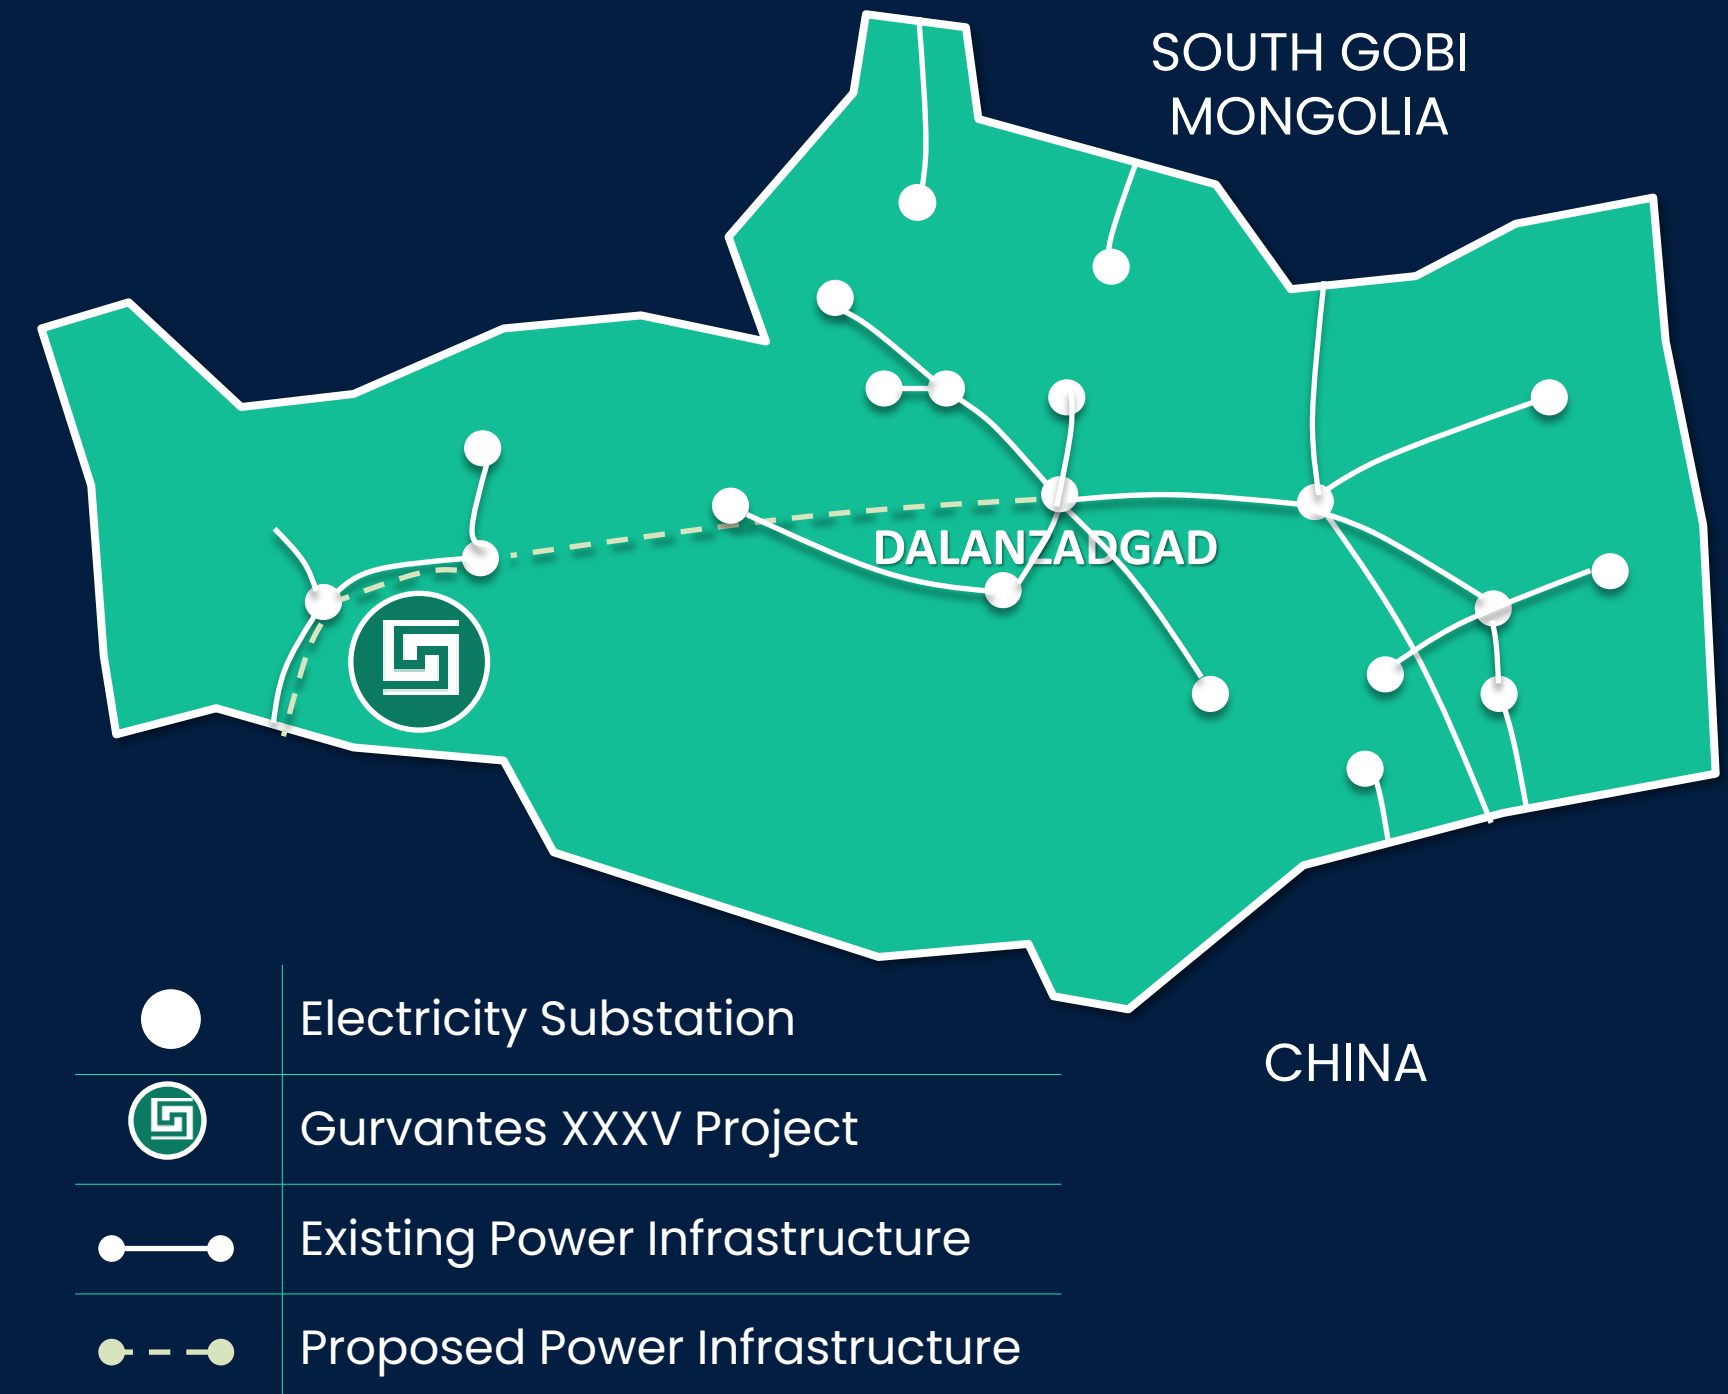 SOUTH GOBI
MONGOLIA
DALANZADGAD
CHINA
Electricity Substation
Gurvantes XXXV Project
Existing Power Infrastructure
Proposed Power Infrastructure